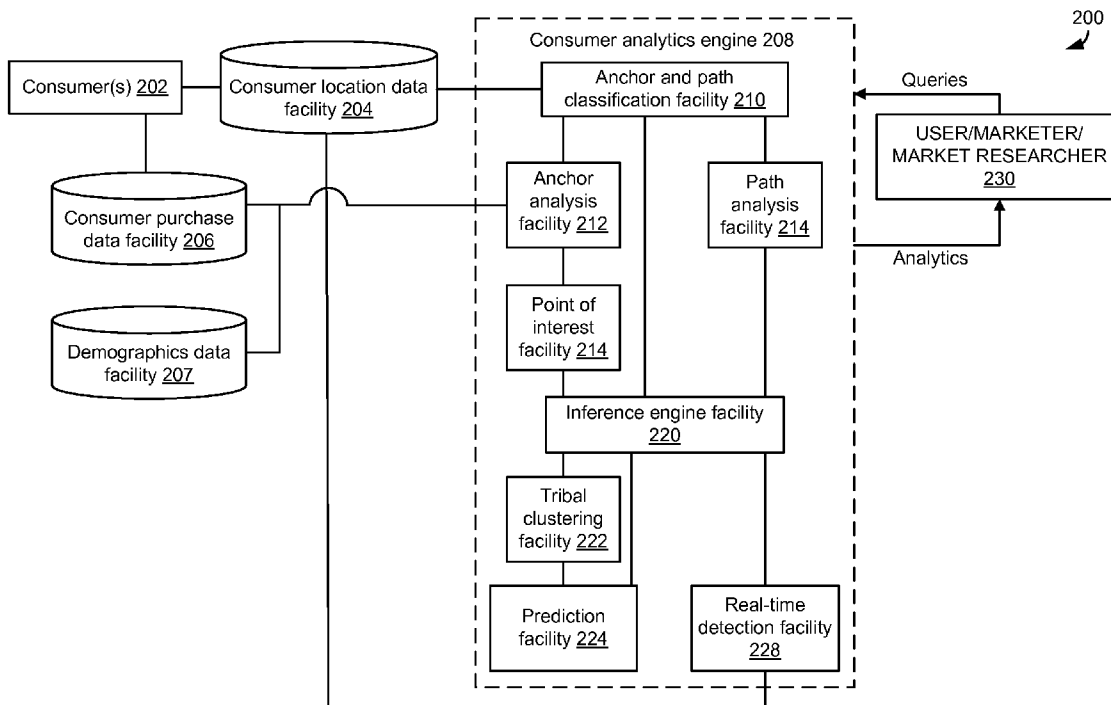 200
Consumer analytics engine 208
Consumer(s) 202
Consumer location data
facility 204
Anchor and path
classification facility 210
Queries
USER/MARKETER/
MARKET RESEARCHER
230
Analytics
Consumer purchase
data facility 206
Anchor
analysis
facility 212
Path
analysis
facility 214
Demographics data
facility 207
Point of
interest
facility 214
Inference engine facility
220
Tribal
clustering
facility 222
Prediction
facility 224
Real-time
detection facility
228